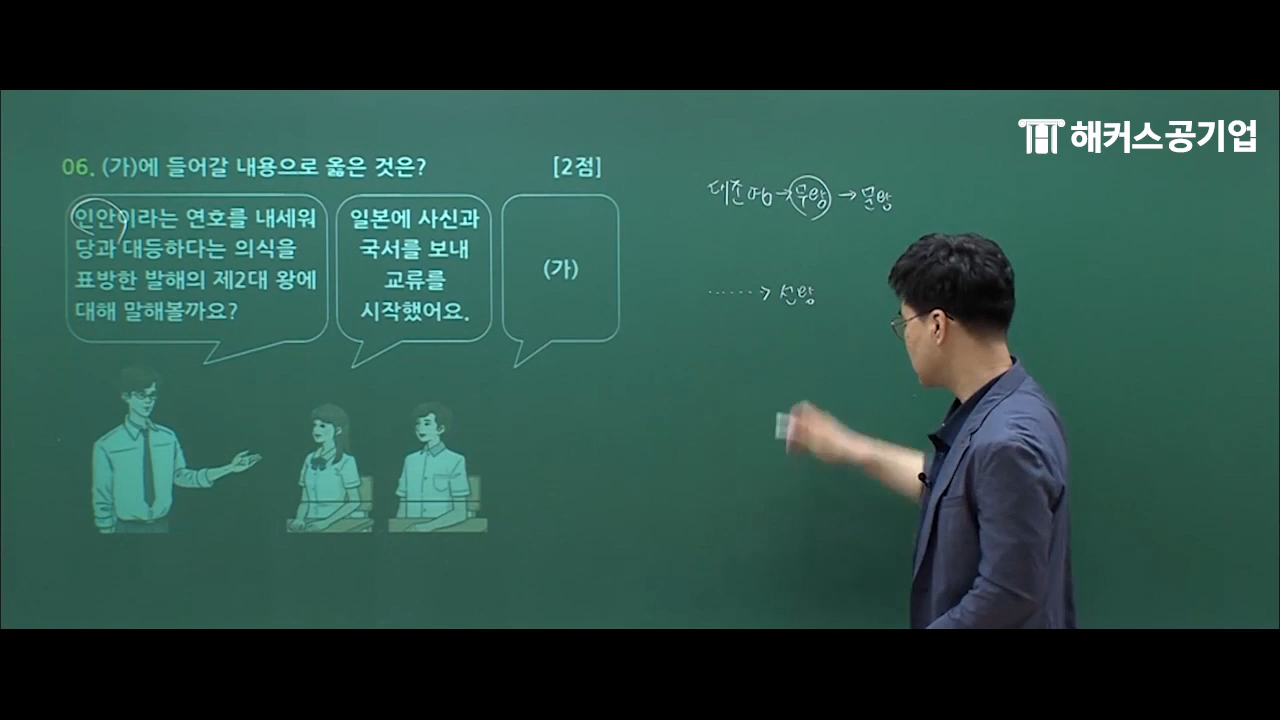 해커스공기업
06. (가)에 들어갈 내용으로 옳은 것은? [2점]
인안이라는 연호를 내세워
당과 대등하다는 의식을
표방한 발해의 제2대 왕에
대해 말해볼까요?
일본에 사신과
국서를 보내
교류를
시작했어요.
(가)
대조영→무왕→문왕
······→선왕